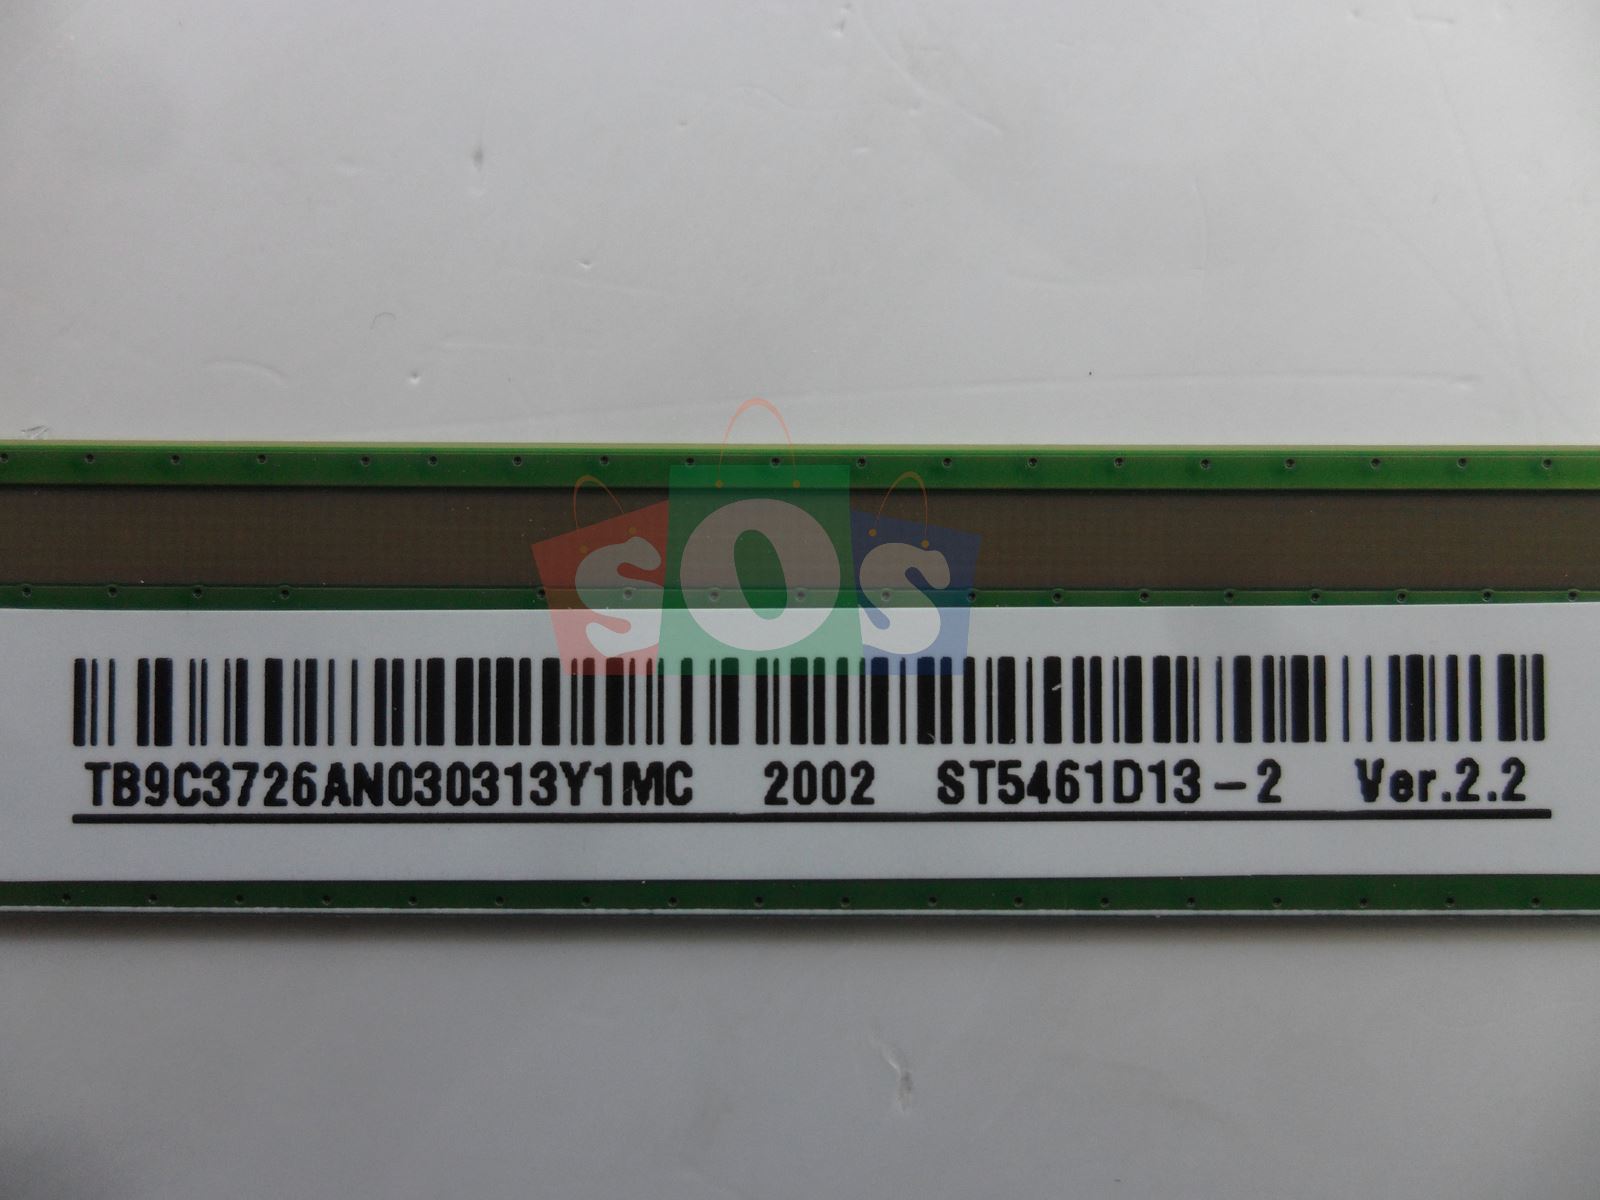 SOS
TB9C3726AN030313Y1MC 2002 ST5461D13-2 Ver.2.2